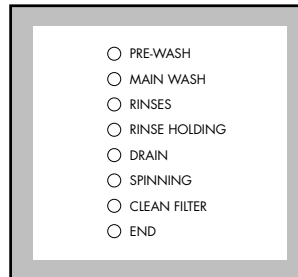 PRE-WASH
MAIN WASH
RINSES
RINSE HOLDING
DRAIN
SPINNING
CLEAN FILTER
END